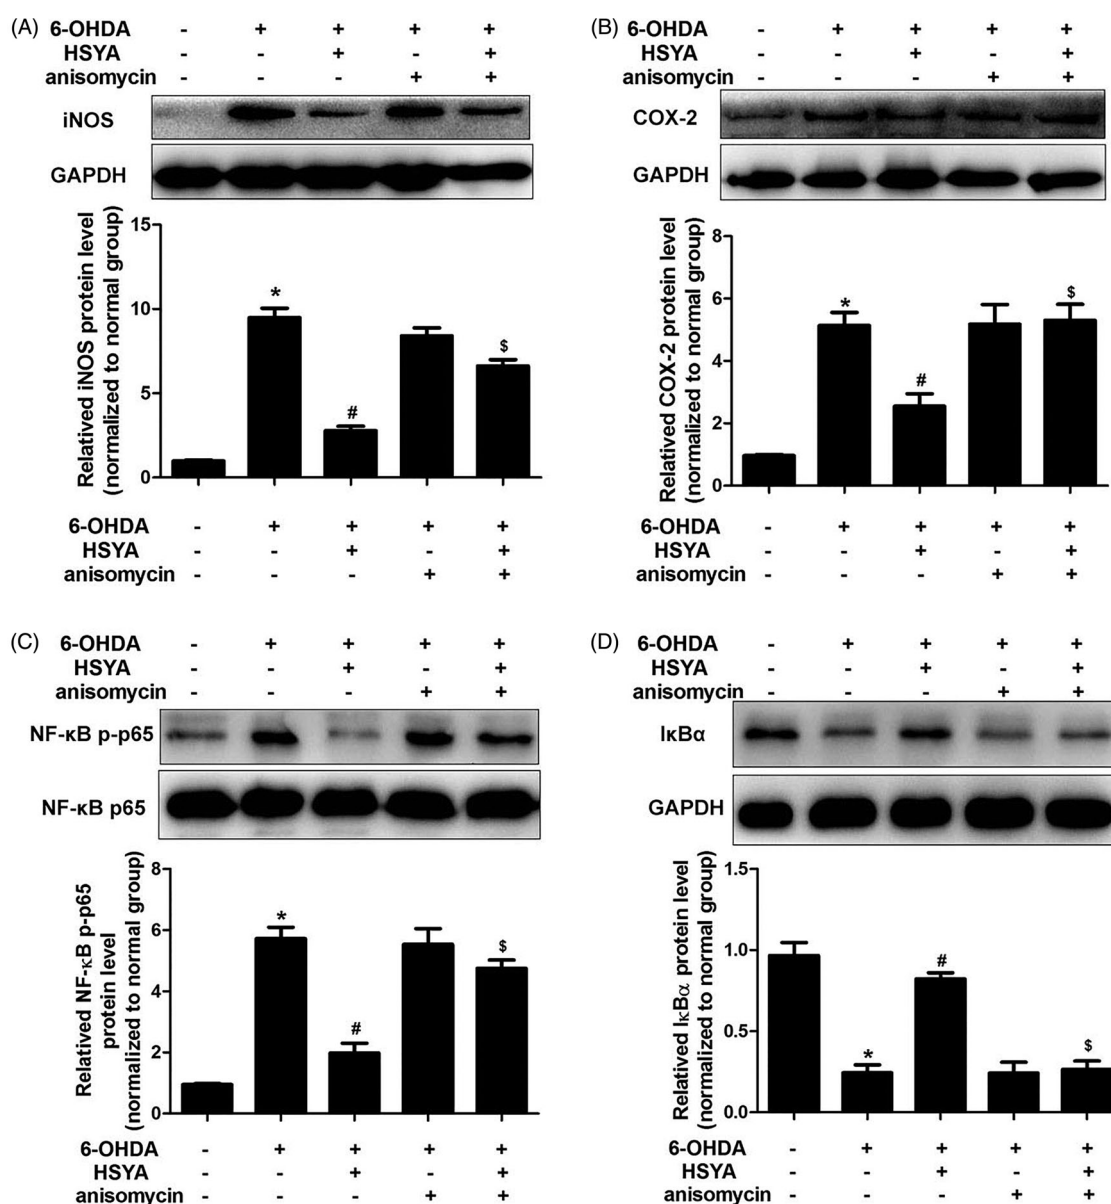 (A) 6-OHDA - + + + +
HSYA - - + - +
anisomycin - - - + +
iNOS
GAPDH
Relatived iNOS protein level
(normalized to normal group)
15
10
5
0
* # $
6-OHDA - + + + +
HSYA - - + - +
anisomycin - - - + +
(B) 6-OHDA - + + + +
HSYA - - + - +
anisomycin - - - + +
COX-2
GAPDH
Relatived COX-2 protein level
(normalized to normal group)
8
6
4
2
0
* # $
6-OHDA - + + + +
HSYA - - + - +
anisomycin - - - + +
(C) 6-OHDA - + + + +
HSYA - - + - +
anisomycin - - - + +
NF-κB p-p65
NF-κB p65
Relatived NF-κB p-p65
protein level
(normalized to normal group)
8
6
4
2
0
* # $
6-OHDA - + + + +
HSYA - - + - +
anisomycin - - - + +
(D) 6-OHDA - + + + +
HSYA - - + - +
anisomycin - - - + +
IκBα
GAPDH
Relatived IκBα protein level
(normalized to normal group)
1.5
1.0
0.5
0.0
* # $
6-OHDA - + + + +
HSYA - - + - +
anisomycin - - - + +